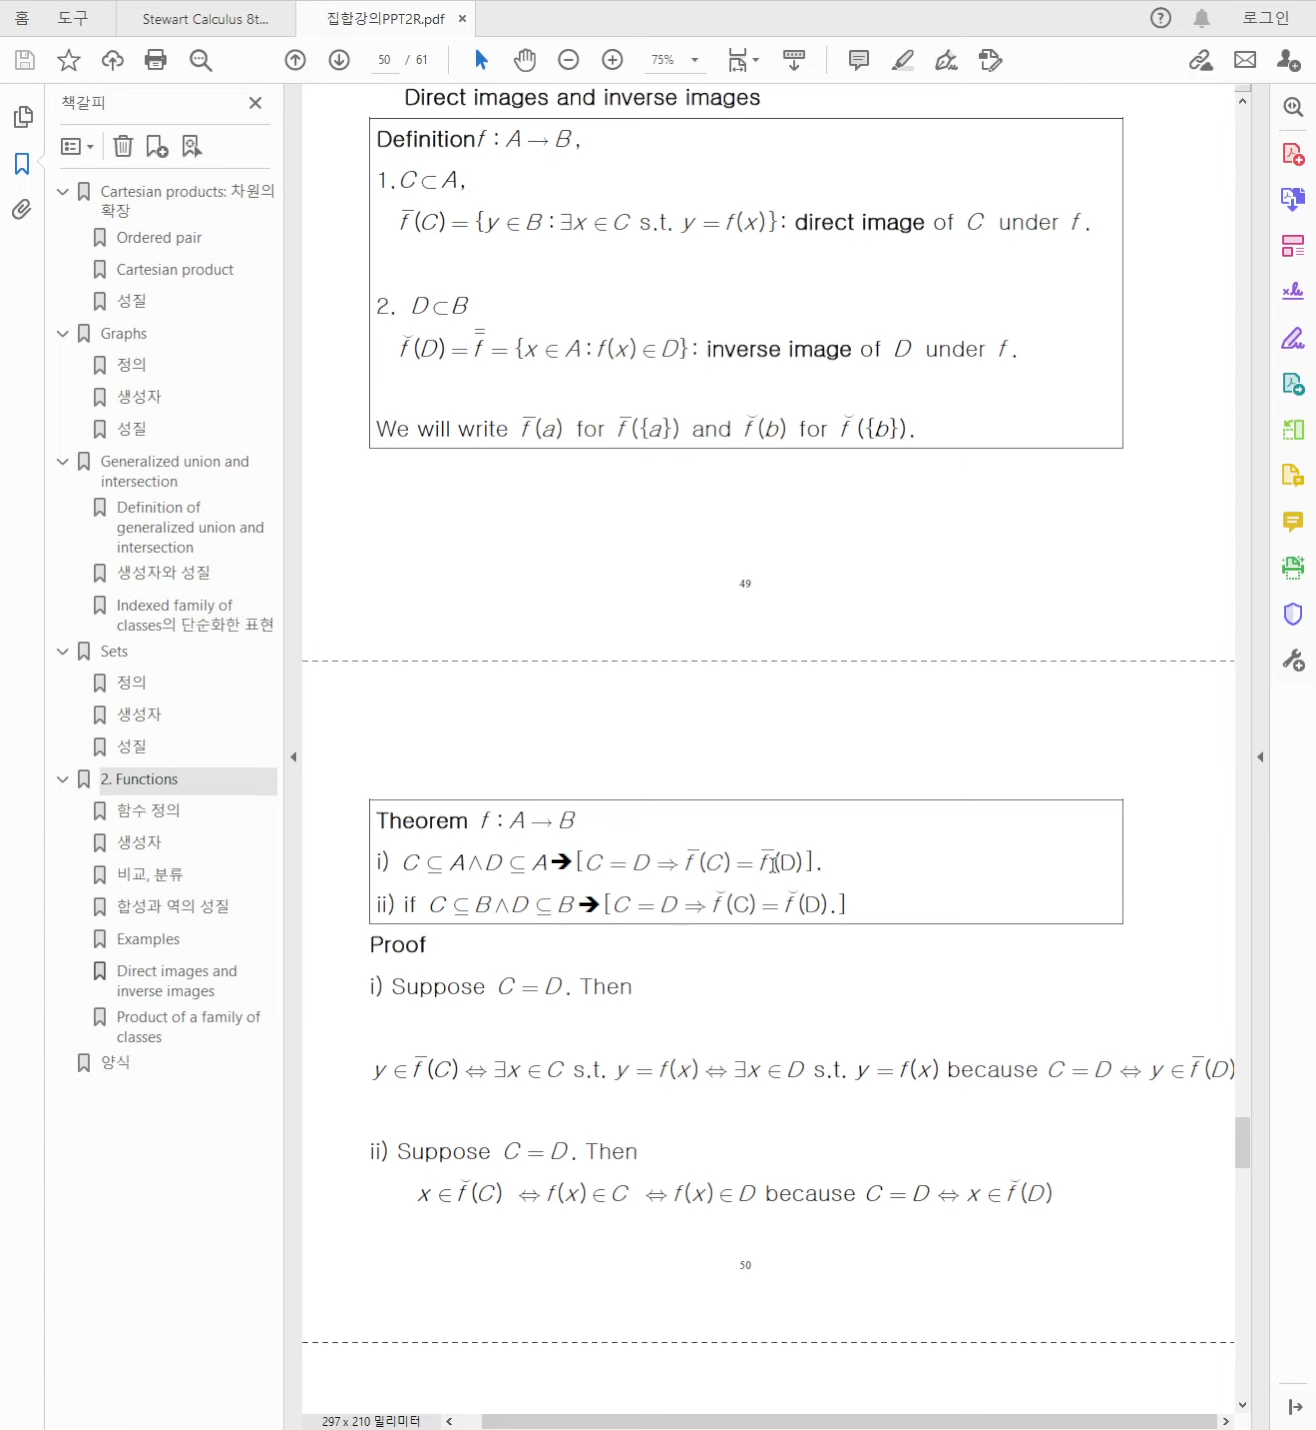 홈 도구 Stewart Calculus 8t... 집합강의PPT2R.pdf × 로그인
50 / 61 75%
책갈피
Cartesian products: 차원의
확장
Ordered pair
Cartesian product
성질
Graphs
정의
생성자
성질
Generalized union and
intersection
Definition of
generalized union and
intersection
생성자와 성질
Indexed family of
classes의 단순화한 표현
Sets
정의
생성자
성질
2. Functions
함수 정의
생성자
비교, 분류
합성과 역의 성질
Examples
Direct images and
inverse images
Product of a family of
classes
양식
Direct images and inverse images
Definition f : A → B,
1. C ⊂ A,
f̄(C) = {y ∈ B : ∃x ∈ C s.t. y = f(x)}: direct image of C under f.
2. D ⊂ B
f̆(D) = f̿ = {x ∈ A : f(x) ∈ D}: inverse image of D under f.
We will write f̄(a) for f̄({a}) and f̆(b) for f̆({b}).
49
Theorem f : A → B
i) C ⊆ A ∧ D ⊆ A ➔ [C = D ⇒ f̄(C) = f̄(D)].
ii) if C ⊆ B ∧ D ⊆ B ➔ [C = D ⇒ f̆(C) = f̆(D).]
Proof
i) Suppose C = D. Then
y ∈ f̄(C) ⇔ ∃x ∈ C s.t. y = f(x) ⇔ ∃x ∈ D s.t. y = f(x) because C = D ⇔ y ∈ f̄(D)
ii) Suppose C = D. Then
x ∈ f̆(C) ⇔ f(x) ∈ C ⇔ f(x) ∈ D because C = D ⇔ x ∈ f̆(D)
50
297 x 210 밀리미터